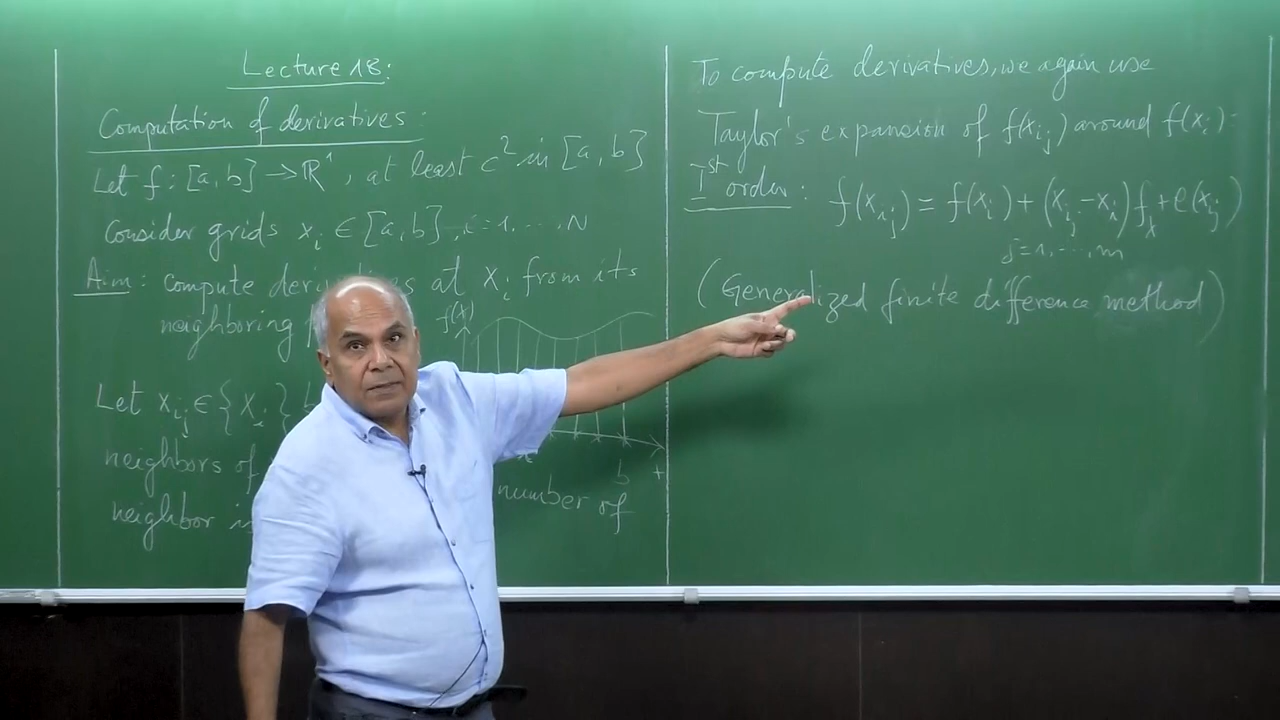 Lecture 18:
Computation of derivatives:
Let f: [a, b] → ℝ¹, at least c² in [a, b]
Consider grids xᵢ ∈ [a, b], i = 1, ..., N
Aim: compute at xᵢ from its
neighboring
f(x)
b
Let xᵢⱼ ∈ {xᵢ}
neighbors of
neighbor number of
To compute derivatives, we again use
Taylor's expansion of f(xᵢⱼ) around f(xᵢ):
Iˢᵗ order: f(xᵢⱼ) = f(xᵢ) + (xᵢⱼ - xᵢ) fₓ + e(xᵢⱼ)
j = 1, ..., m
(Generalized finite difference method)